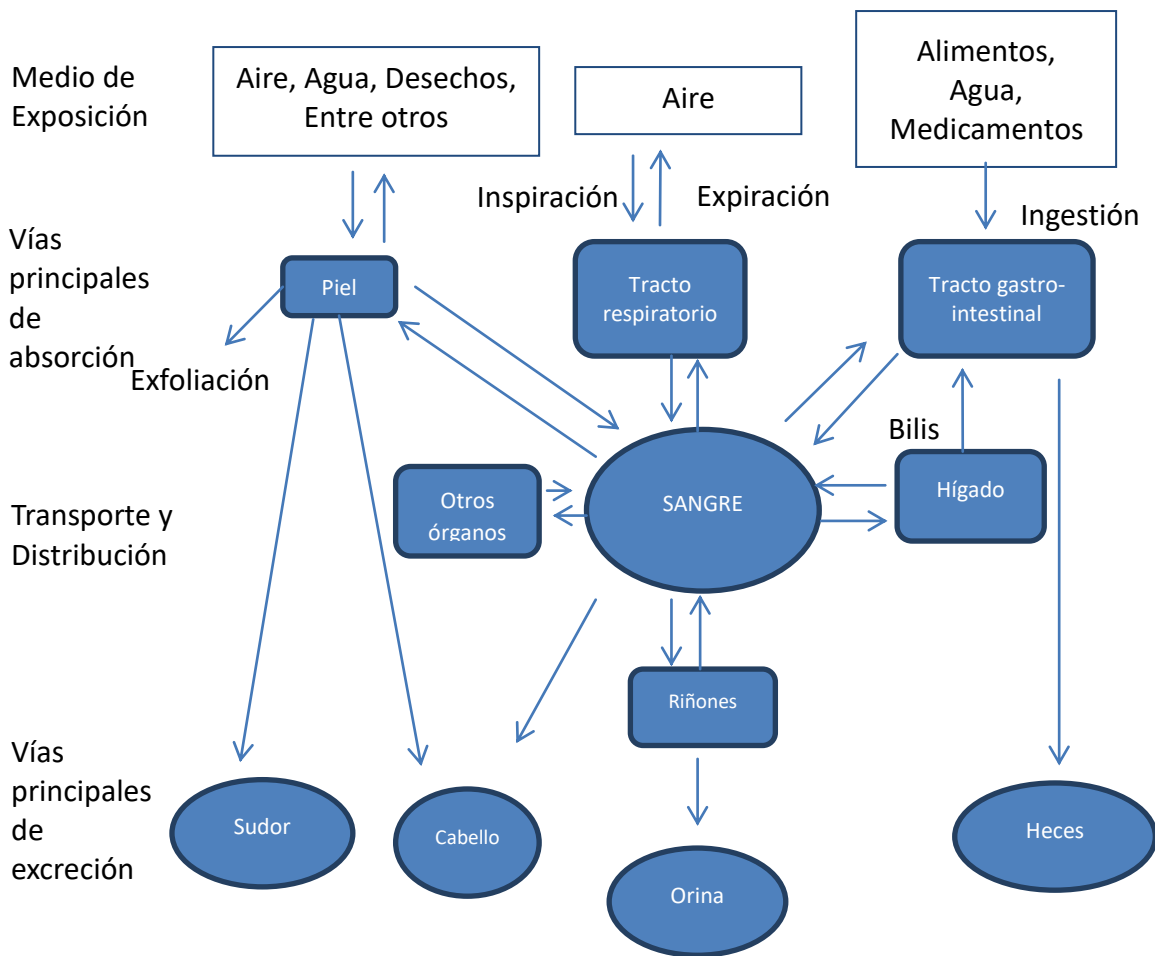 Medio de
Exposición
Aire, Agua, Desechos,
Entre otros
Aire
Alimentos,
Agua,
Medicamentos
Inspiración
Expiración
Ingestión
Vías
principales
de
absorción
Piel
Tracto
respiratorio
Tracto gastro-
intestinal
Exfoliación
Bilis
Transporte y
Distribución
Otros
órganos
SANGRE
Hígado
Riñones
Vías
principales
de
excreción
Sudor
Cabello
Orina
Heces